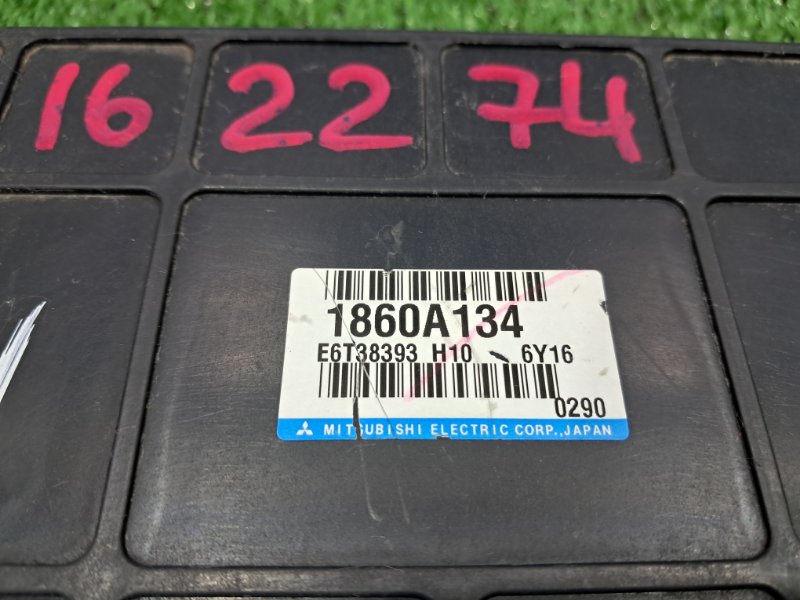 16 22 74
1860A134
E6T38393 H10 6Y16
0290
MITSUBISHI ELECTRIC CORP.,JAPAN